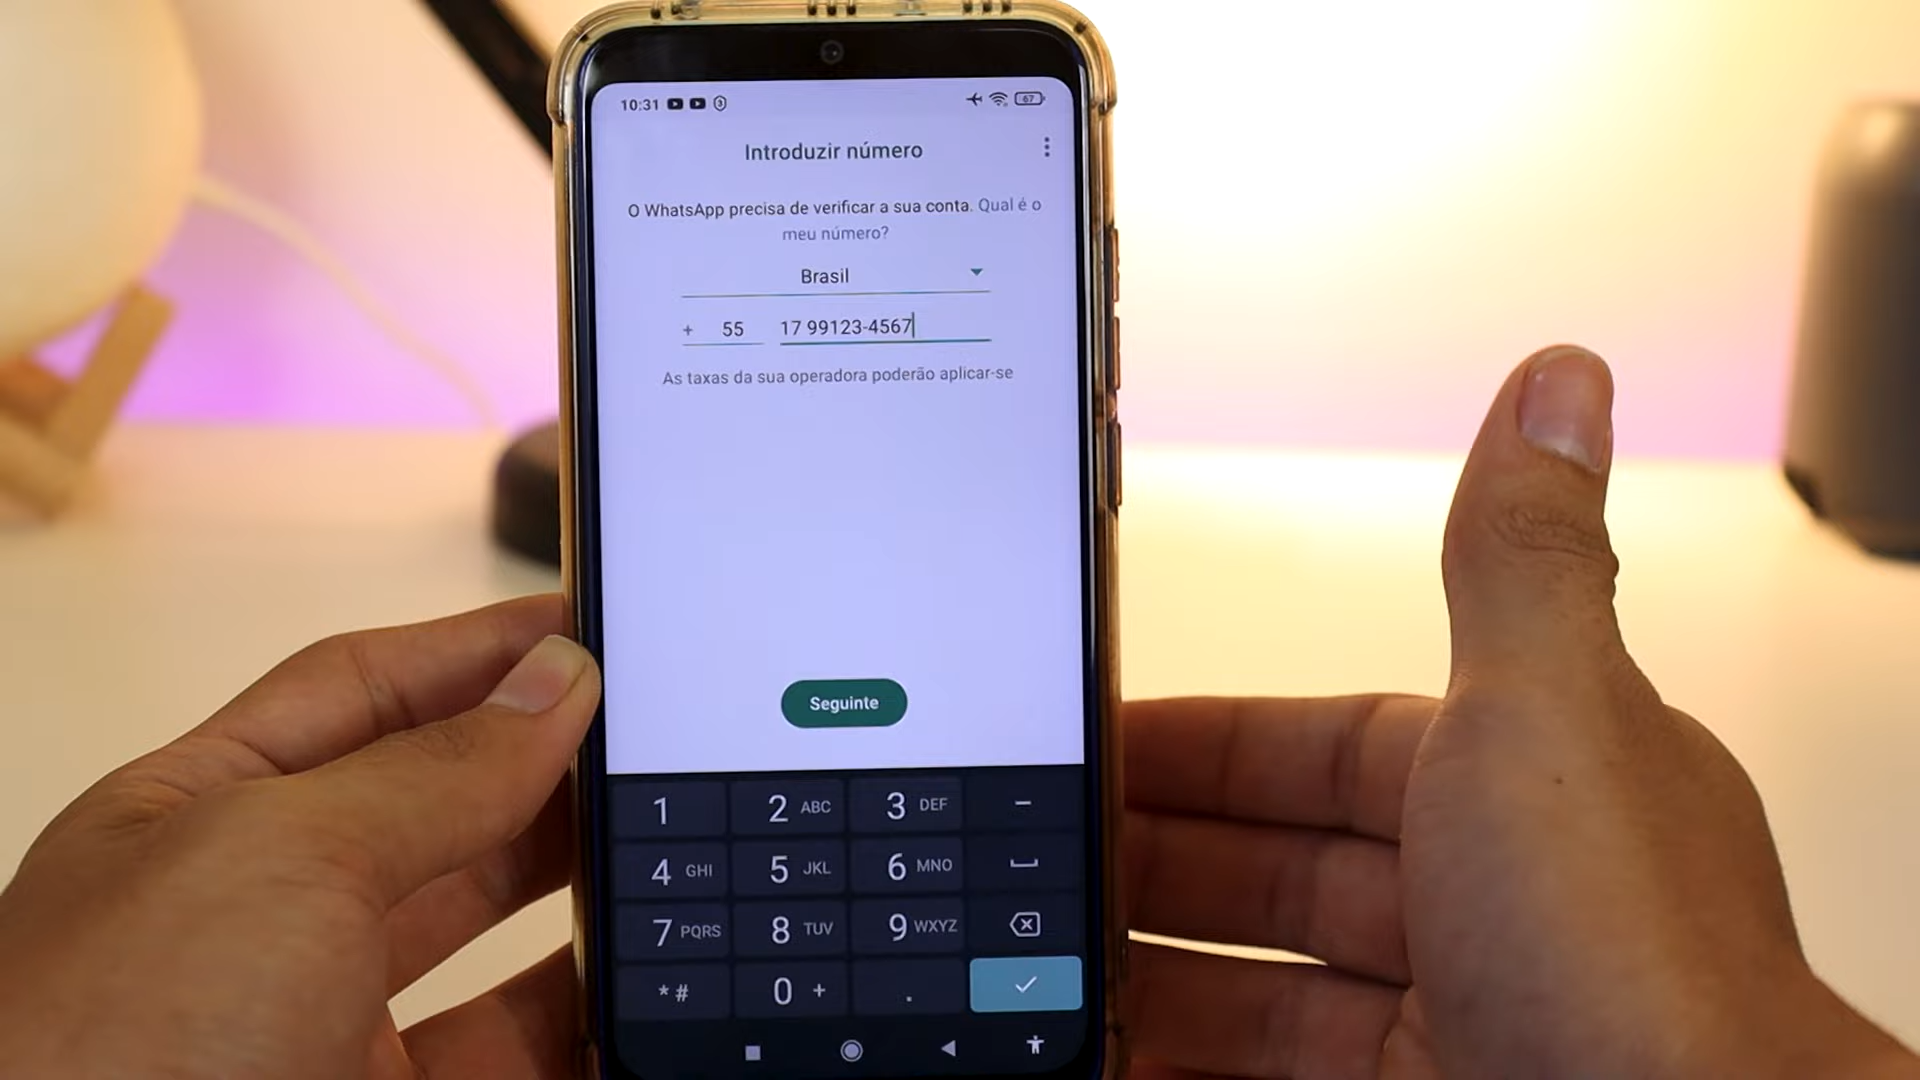 10:31 67
Introduzir número
O WhatsApp precisa de verificar a sua conta. Qual é o
meu número?
Brasil
+ 55 17 99123-4567
As taxas da sua operadora poderão aplicar-se
Seguinte
1 2 ABC 3 DEF -
4 GHI 5 JKL 6 MNO
7 PQRS 8 TUV 9 WXYZ
* # 0 + .